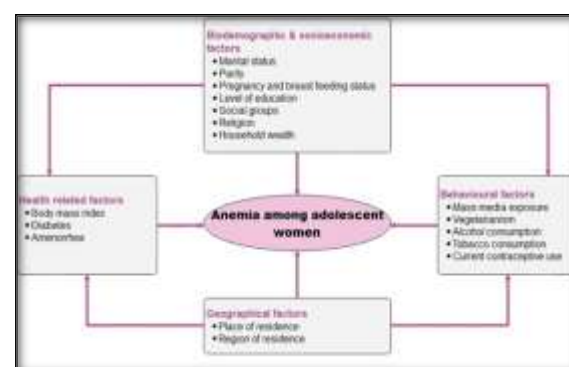 Biodemographic & socioeconomic
factors
• Marital status
• Parity
• Pregnancy and breast feeding status
• Level of education
• Social groups
• Religion
• Household wealth
Health related factors
• Body mass index
• Diabetes
• Amenorrhea
Anemia among adolescent
women
Behavioural factors
• Mass media exposure
• Vegetarianism
• Alcohol consumption
• Tobacco consumption
• Current contraceptive use
Geographical factors
• Place of residence
• Region of residence